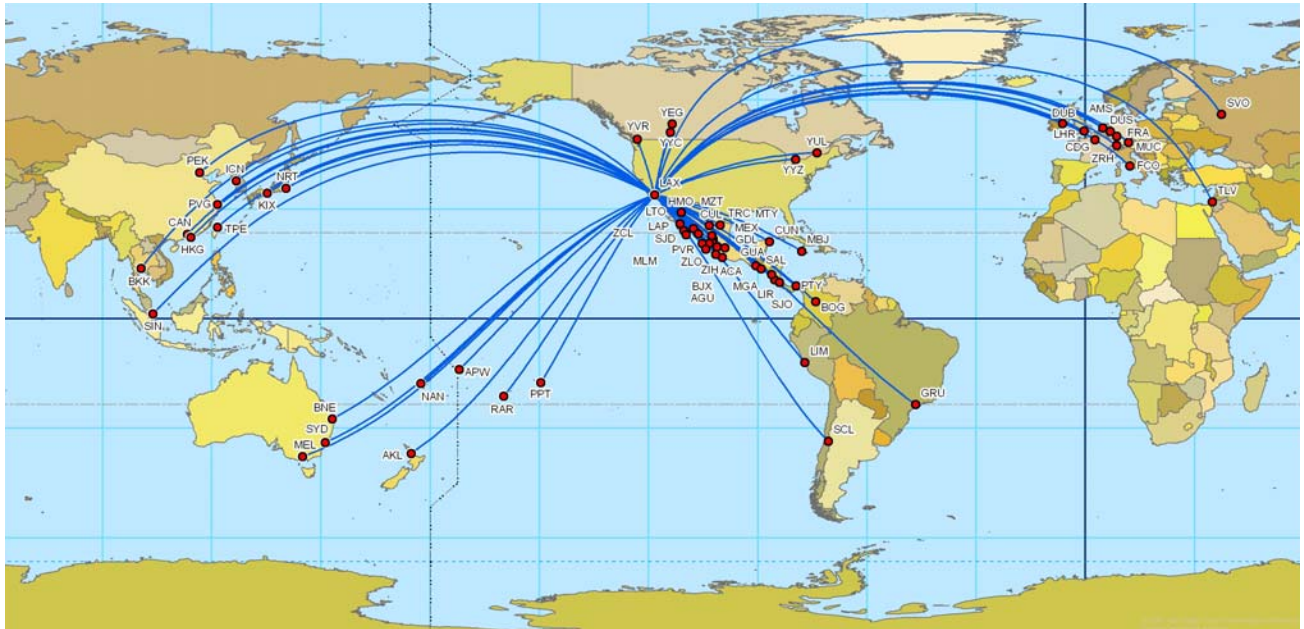 SVO
YEG
AMS
DUB
DUS
YVR
YYC
LHR
FRA
YUL
CDG
MUC
YYZ
ZRH
FCO
PEK
ICN
NRT
LAX
TLV
PVG
KIX
HMO
MZT
LTO
CUL
TRC
MTY
CAN
TPE
ZCL
LAP
MEX
CUN
SJD
GDL
MBJ
HKG
PVR
GUA
MLM
ZLO
SAL
ZIH
ACA
BKK
BJX
MGA
LIR
PTY
AGU
SJO
BOG
SIN
LIM
APW
NAN
RAR
PPT
GRU
BNE
SYD
SCL
MEL
AKL